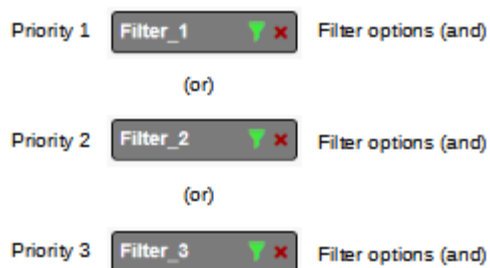 Priority 1 Filter_1 Filter options (and)
(or)
Priority 2 Filter_2 Filter options (and)
(or)
Priority 3 Filter_3 Filter options (and)